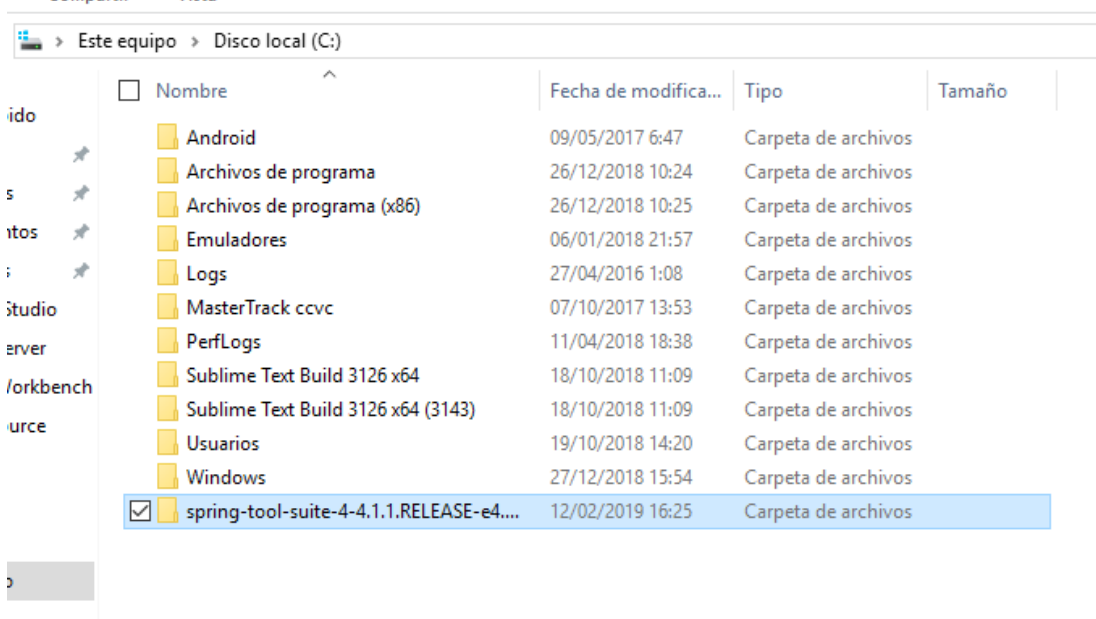 Este equipo > Disco local (C:)
Nombre Fecha de modifica... Tipo Tamaño
Android 09/05/2017 6:47 Carpeta de archivos
Archivos de programa 26/12/2018 10:24 Carpeta de archivos
Archivos de programa (x86) 26/12/2018 10:25 Carpeta de archivos
Emuladores 06/01/2018 21:57 Carpeta de archivos
Logs 27/04/2016 1:08 Carpeta de archivos
MasterTrack ccvc 07/10/2017 13:53 Carpeta de archivos
PerfLogs 11/04/2018 18:38 Carpeta de archivos
Sublime Text Build 3126 x64 18/10/2018 11:09 Carpeta de archivos
Sublime Text Build 3126 x64 (3143) 18/10/2018 11:09 Carpeta de archivos
Usuarios 19/10/2018 14:20 Carpeta de archivos
Windows 27/12/2018 15:54 Carpeta de archivos
spring-tool-suite-4-4.1.1.RELEASE-e4.... 12/02/2019 16:25 Carpeta de archivos
ido
s
ntos
s
Studio
erver
Workbench
urce
o